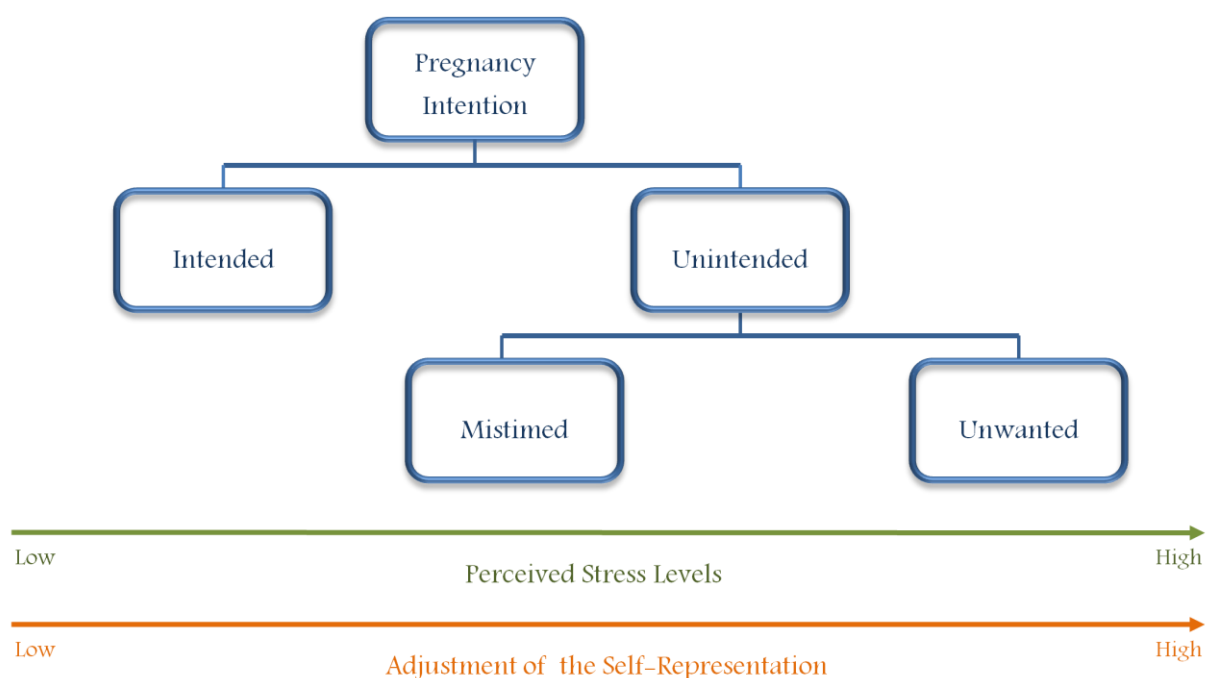 Pregnancy
Intention
Intended
Unintended
Mistimed
Unwanted
Low
High
Perceived Stress Levels
Low
High
Adjustment of the Self-Representation